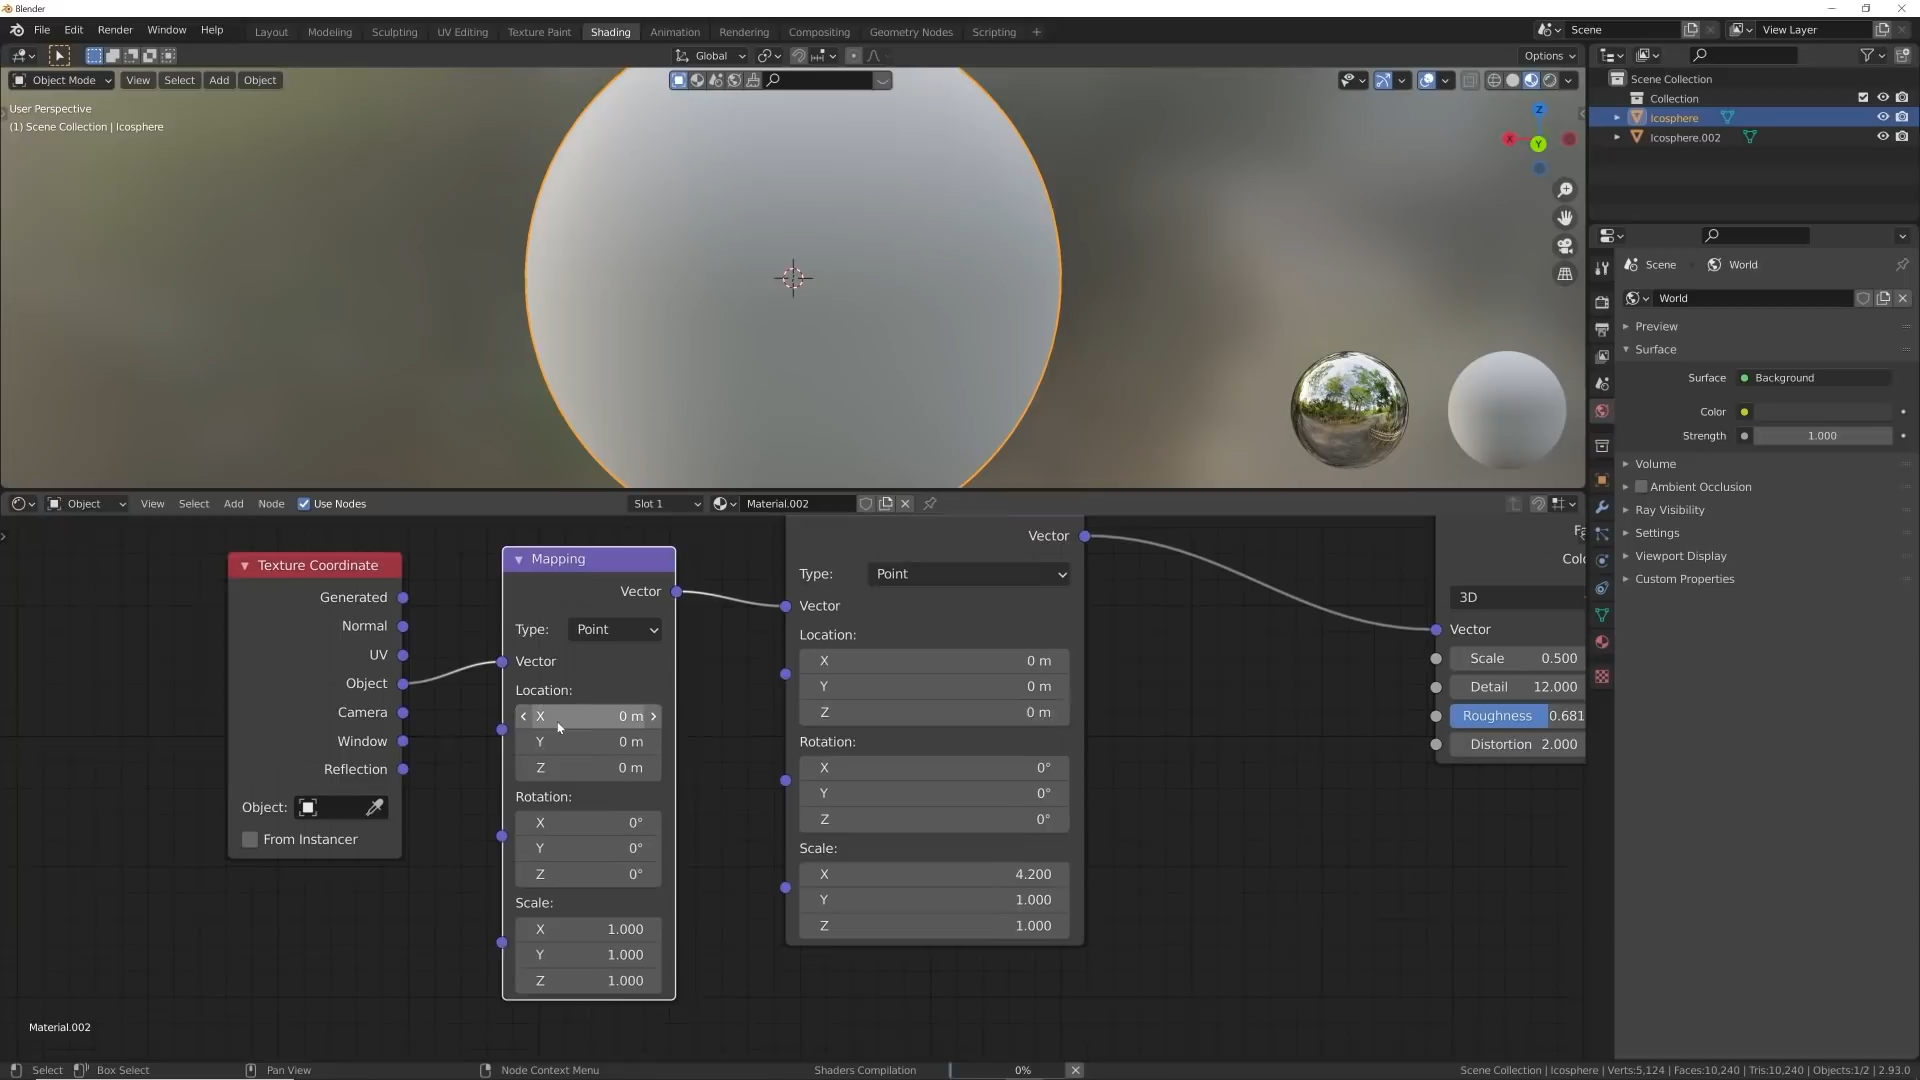 Blender
File Edit Render Window Help
Layout Modeling Sculpting UV Editing Texture Paint Shading Animation Rendering Compositing Geometry Nodes Scripting +
Scene
View Layer
Global
Options
Object Mode View Select Add Object
User Perspective
(1) Scene Collection | Icosphere
Z
X
Y
Scene Collection
Collection
Icosphere
Icosphere.002
Scene World
World
Preview
Surface
Surface Background
Color
Strength 1.000
Volume
Ambient Occlusion
Ray Visibility
Settings
Viewport Display
Custom Properties
Object View Select Add Node Use Nodes Slot 1 Material.002
Texture Coordinate
Generated
Normal
UV
Object
Camera
Window
Reflection
Object:
From Instancer
Mapping
Vector
Type: Point
Vector
Location:
X 0 m
Y 0 m
Z 0 m
Rotation:
X 0°
Y 0°
Z 0°
Scale:
X 1.000
Y 1.000
Z 1.000
Vector
Type: Point
Vector
Location:
X 0 m
Y 0 m
Z 0 m
Rotation:
X 0°
Y 0°
Z 0°
Scale:
X 4.200
Y 1.000
Z 1.000
Fa
Colo
3D
Vector
Scale 0.500
Detail 12.000
Roughness 0.681
Distortion 2.000
Material.002
Select Box Select Pan View Node Context Menu Shaders Compilation 0% Scene Collection | Icosphere | Verts:5,124 | Faces:10,240 | Tris:10,240 | Objects:1/2 | 2.93.0